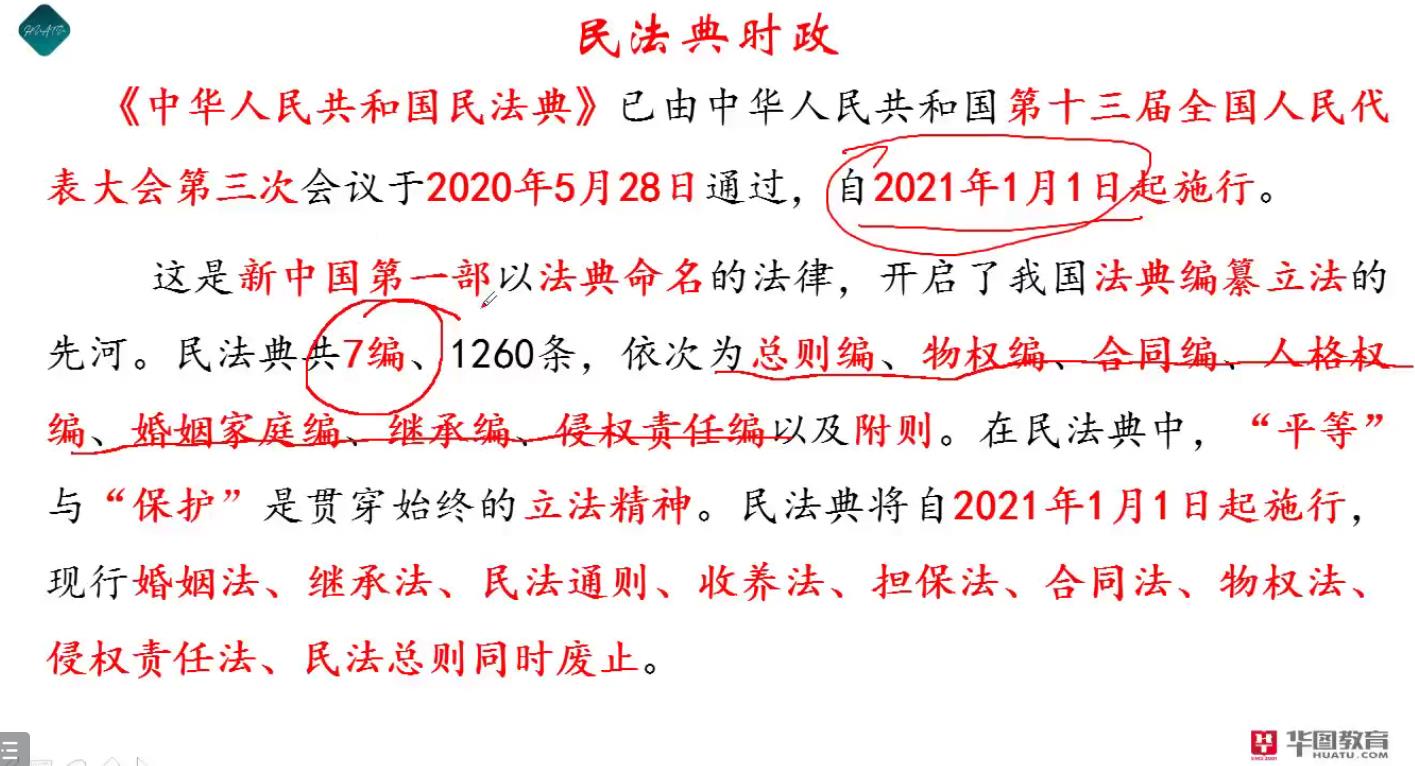 民法典时政
《中华人民共和国民法典》已由中华人民共和国第十三届全国人民代
表大会第三次会议于2020年5月28日通过，自2021年1月1日起施行。
这是新中国第一部以法典命名的法律，开启了我国法典编纂立法的
先河。民法典共7编、1260条，依次为总则编、物权编、合同编、人格权
编、婚姻家庭编、继承编、侵权责任编以及附则。在民法典中，“平等”
与“保护”是贯穿始终的立法精神。民法典将自2021年1月1日起施行，
现行婚姻法、继承法、民法通则、收养法、担保法、合同法、物权法、
侵权责任法、民法总则同时废止。
华图教育
HUATU.COM